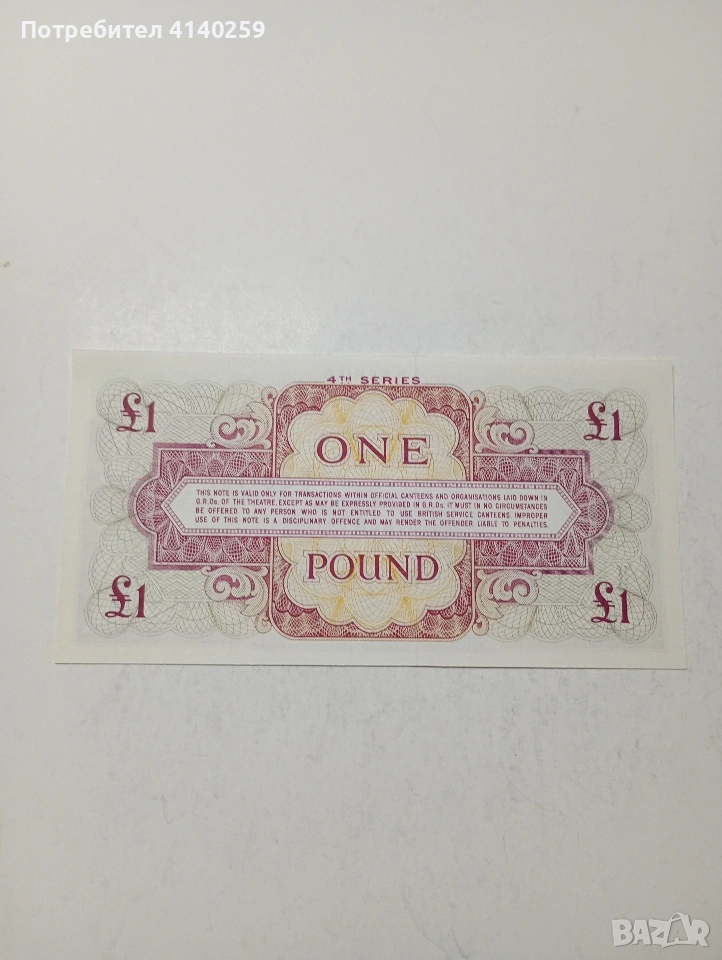 Потребител 4140259
4TH SERIES
£1 ONE £1
THIS NOTE IS VALID ONLY FOR TRANSACTIONS WITHIN OFFICIAL CANTEENS AND ORGANISATIONS LAID DOWN IN
G.R.Os. OF THE THEATRE. EXCEPT AS MAY BE EXPRESSLY PROVIDED IN G.R.Os. IT MUST IN NO CIRCUMSTANCES
BE OFFERED TO ANY PERSON WHO IS NOT ENTITLED TO USE BRITISH SERVICE CANTEENS. IMPROPER
USE OF THIS NOTE IS A DISCIPLINARY OFFENCE AND MAY RENDER THE OFFENDER LIABLE TO PENALTIES.
£1 POUND £1
BAZAR